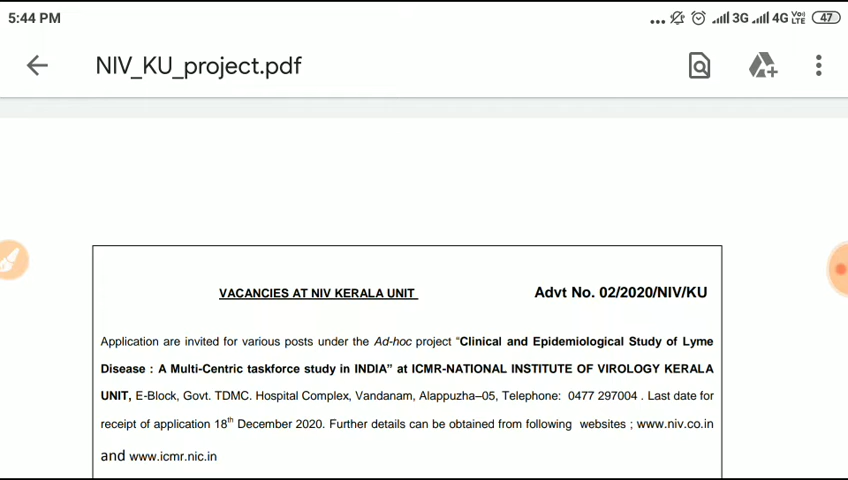 5:44 PM ... 3G 4G VoI LTE 47
NIV_KU_project.pdf
VACANCIES AT NIV KERALA UNIT Advt No. 02/2020/NIV/KU
Application are invited for various posts under the Ad-hoc project “Clinical and Epidemiological Study of Lyme
Disease : A Multi-Centric taskforce study in INDIA” at ICMR-NATIONAL INSTITUTE OF VIROLOGY KERALA
UNIT, E-Block, Govt. TDMC. Hospital Complex, Vandanam, Alappuzha–05, Telephone: 0477 297004 . Last date for
receipt of application 18th December 2020. Further details can be obtained from following websites ; www.niv.co.in
and www.icmr.nic.in